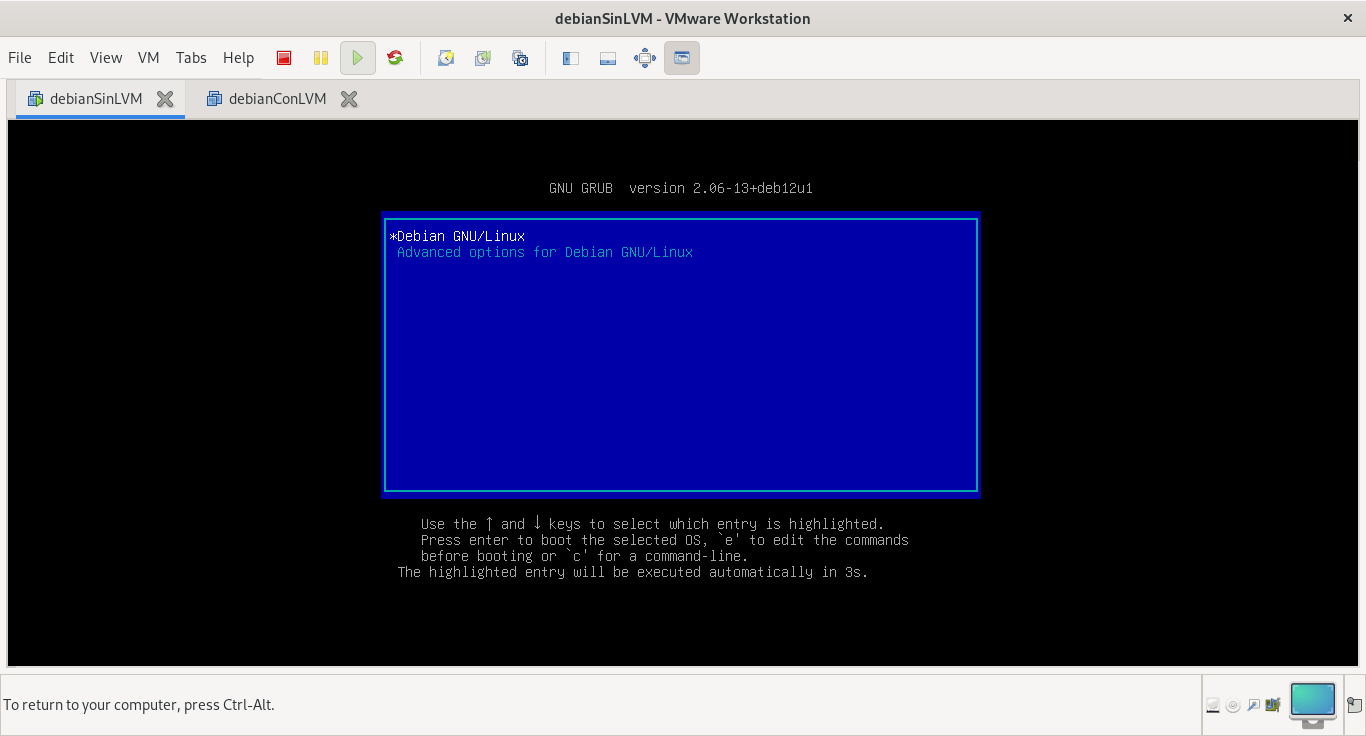 debianSinLVM - VMware Workstation
File Edit View VM Tabs Help
debianSinLVM debianConLVM
GNU GRUB version 2.06-13+deb12u1
*Debian GNU/Linux
Advanced options for Debian GNU/Linux
Use the ↑ and ↓ keys to select which entry is highlighted.
Press enter to boot the selected OS, `e' to edit the commands
before booting or `c' for a command-line.
The highlighted entry will be executed automatically in 3s.
To return to your computer, press Ctrl-Alt.